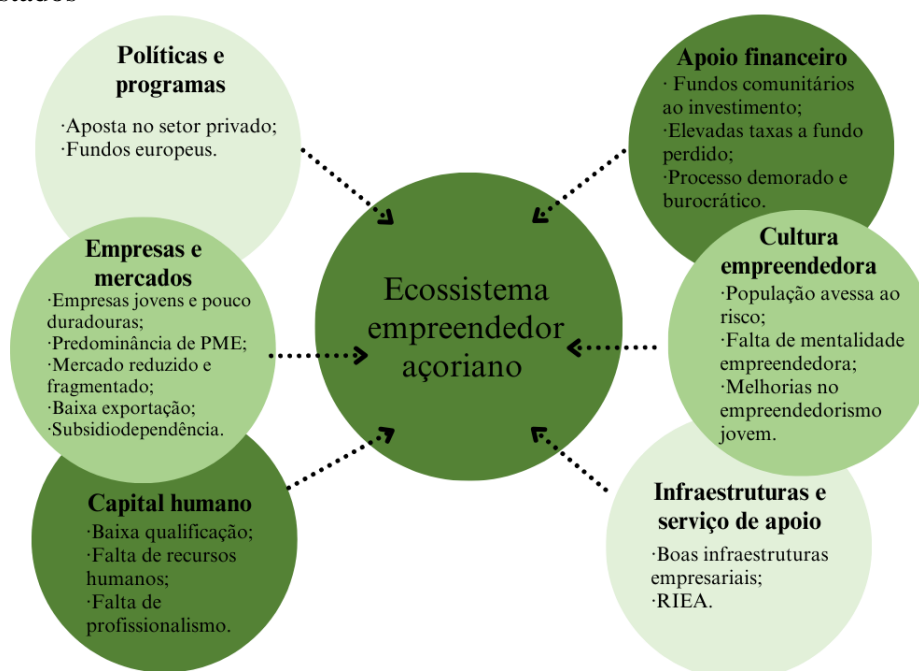 Políticas e
programas
·Aposta no setor privado;
·Fundos europeus.
Empresas e
mercados
·Empresas jovens e pouco
duradouras;
·Predominância de PME;
·Mercado reduzido e
fragmentado;
·Baixa exportação;
·Subsidiodependência.
Capital humano
·Baixa qualificação;
·Falta de recursos
humanos;
·Falta de
profissionalismo.
Ecossistema
empreendedor
açoriano
Apoio financeiro
· Fundos comunitários
ao investimento;
·Elevadas taxas a fundo
perdido;
·Processo demorado e
burocrático.
Cultura
empreendedora
·População avessa ao
risco;
·Falta de mentalidade
empreendedora;
·Melhorias no
empreendedorismo
jovem.
Infraestruturas e
serviço de apoio
·Boas infraestruturas
empresariais;
·RIEA.